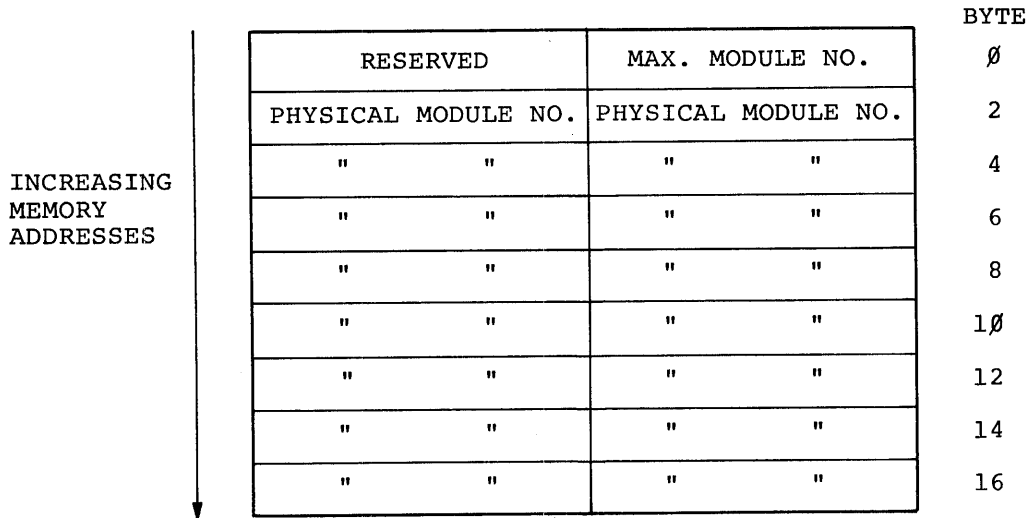 BYTE
RESERVED MAX. MODULE NO. Ø
PHYSICAL MODULE NO. PHYSICAL MODULE NO. 2
" " " " 4
INCREASING
MEMORY
ADDRESSES
" " " " 6
" " " " 8
" " " " 1Ø
" " " " 12
" " " " 14
" " " " 16